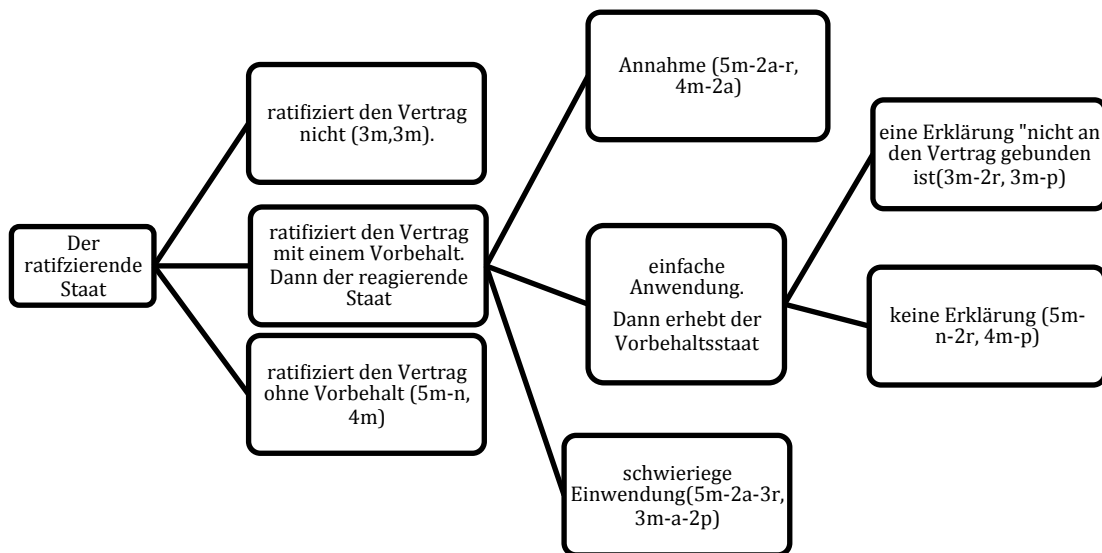 Der
ratifzierende
Staat
ratifiziert den Vertrag
nicht (3m,3m).
ratifiziert den Vertrag
mit einem Vorbehalt.
Dann der reagierende
Staat
ratifiziert den Vertrag
ohne Vorbehalt (5m-n,
4m)
Annahme (5m-2a-r,
4m-2a)
einfache
Anwendung.
Dann erhebt der
Vorbehaltsstaat
schwieriege
Einwendung(5m-2a-3r,
3m-a-2p)
eine Erklärung "nicht an
den Vertrag gebunden
ist(3m-2r, 3m-p)
keine Erklärung (5m-
n-2r, 4m-p)